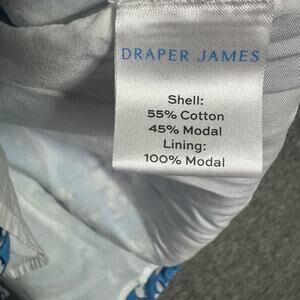 DRAPER JAMES
Shell:
55% Cotton
45% Modal
Lining:
100% Modal